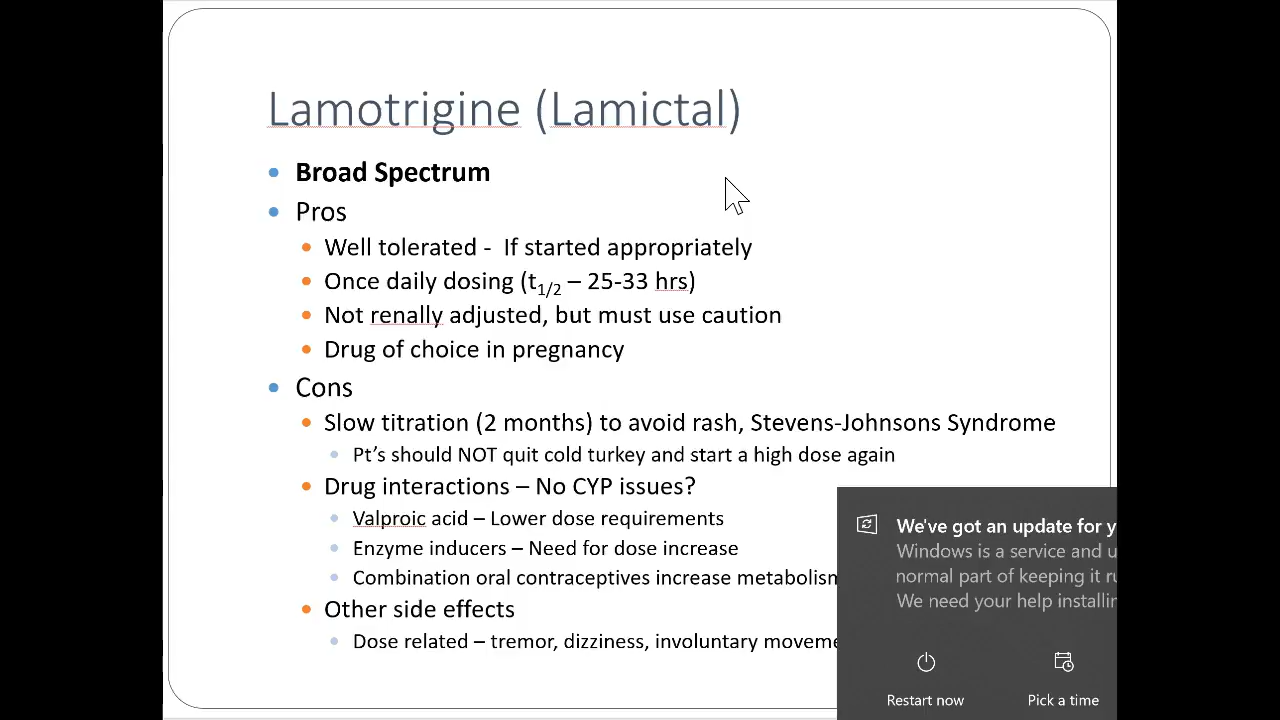 Lamotrigine (Lamictal)
Broad Spectrum
Pros
Well tolerated - If started appropriately
Once daily dosing (t1/2 – 25-33 hrs)
Not renally adjusted, but must use caution
Drug of choice in pregnancy
Cons
Slow titration (2 months) to avoid rash, Stevens-Johnsons Syndrome
Pt's should NOT quit cold turkey and start a high dose again
Drug interactions – No CYP issues?
Valproic acid – Lower dose requirements
Enzyme inducers – Need for dose increase
Combination oral contraceptives increase metabolism
Other side effects
Dose related – tremor, dizziness, involuntary
We've got an update for
Windows is a service and
normal part of keeping it
We need your help
Restart now
Pick a time